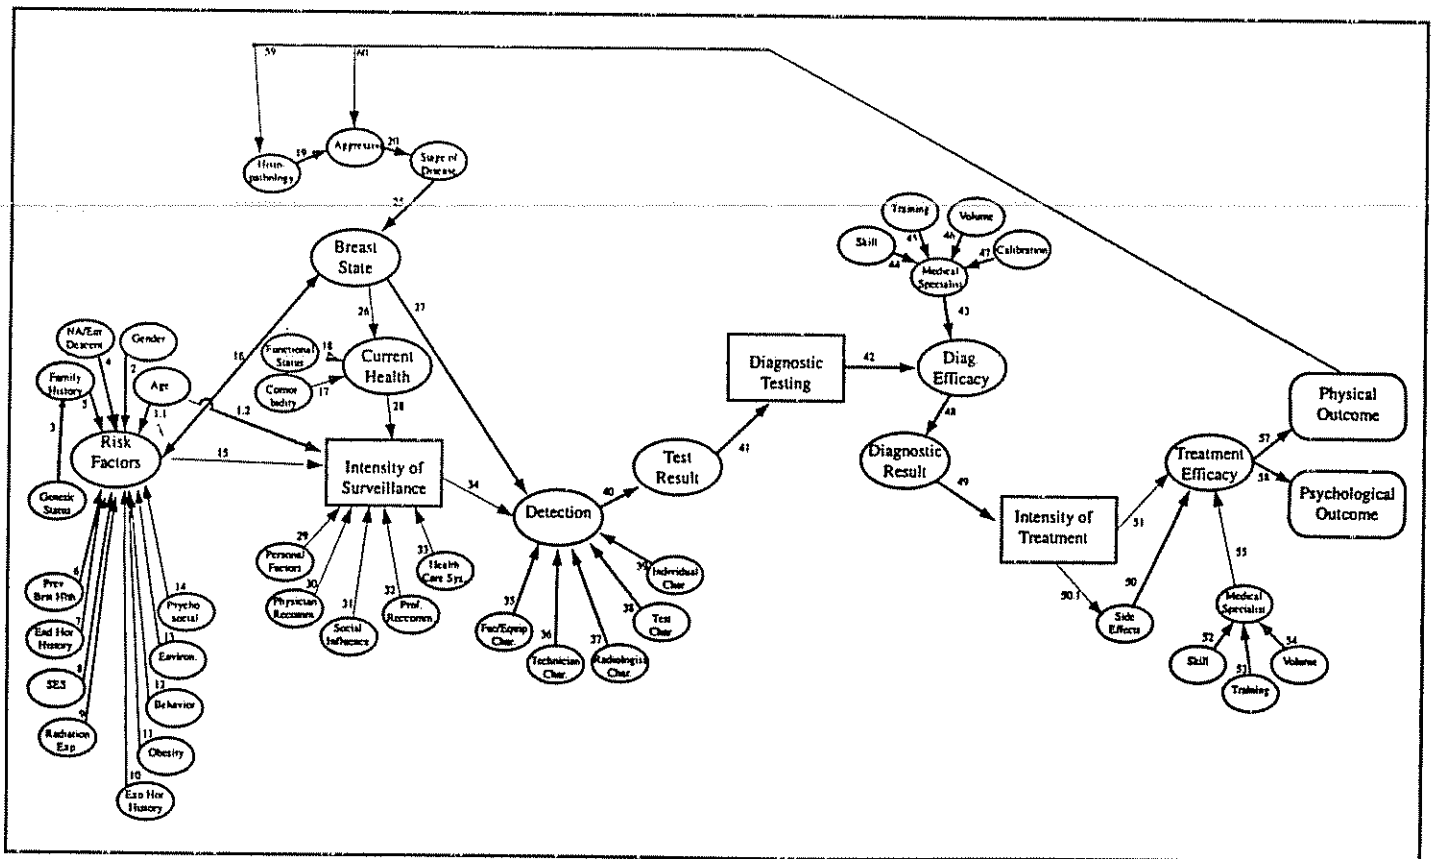 59
60
Histo-
pathology
19
Aggressive
20
Stage of
Disease
25
Breast
State
16
26
27
Functional
Status
18
Comor
bidity
17
Current
Health
28
NA/Eur
Descent
4
Gender
2
Family
History
5
Age
1.1
1.2
3
Risk
Factors
15
Genetic
Status
Intensity of
Surveillance
34
6
Prev
Brst Hlth
7
End Hor
History
8
SES
9
Radiation
Exp
10
Exo Hor
History
11
Obesity
12
Behavior
13
Environ.
14
Psycho
social
29
Personal
Factors
30
Physician
Recomm.
31
Social
Influence
32
Prof.
Reccomm.
33
Health
Care Sys.
Detection
40
35
Fac/Equip
Char.
36
Technician
Char.
37
Radiologist
Char.
38
Test
Char.
39
Individual
Char.
Test
Result
41
Diagnostic
Testing
42
Skill
44
Training
45
Volume
46
Calibration
47
Medical
Specialist
43
Diag.
Efficacy
48
Diagnostic
Result
49
Intensity of
Treatment
51
50.1
Side
Effects
50
Treatment
Efficacy
57
58
Physical
Outcome
Psychological
Outcome
55
Medical
Specialist
52
Skill
53
Training
54
Volume